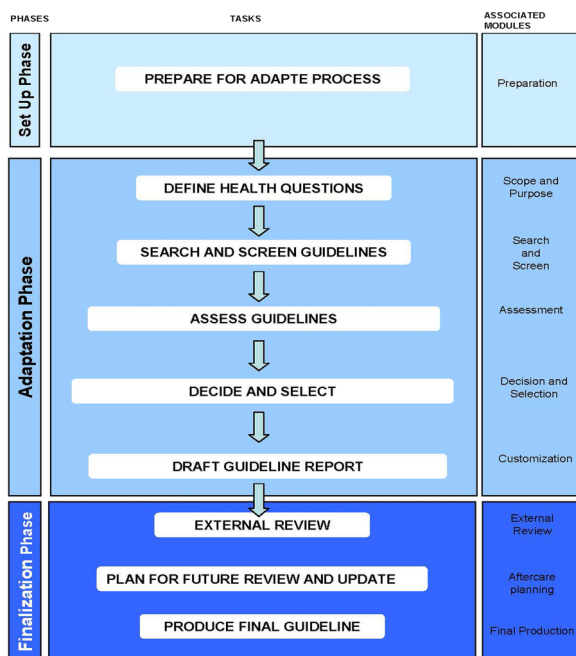 PHASES
TASKS
ASSOCIATED
MODULES
Set Up Phase
PREPARE FOR ADAPTE PROCESS
Preparation
Adaptation Phase
DEFINE HEALTH QUESTIONS
Scope and
Purpose
SEARCH AND SCREEN GUIDELINES
Search
and
Screen
ASSESS GUIDELINES
Assessment
DECIDE AND SELECT
Decision and
Selection
DRAFT GUIDELINE REPORT
Customization
Finalization Phase
EXTERNAL REVIEW
External
Review
PLAN FOR FUTURE REVIEW AND UPDATE
Aftercare
planning
PRODUCE FINAL GUIDELINE
Final Production